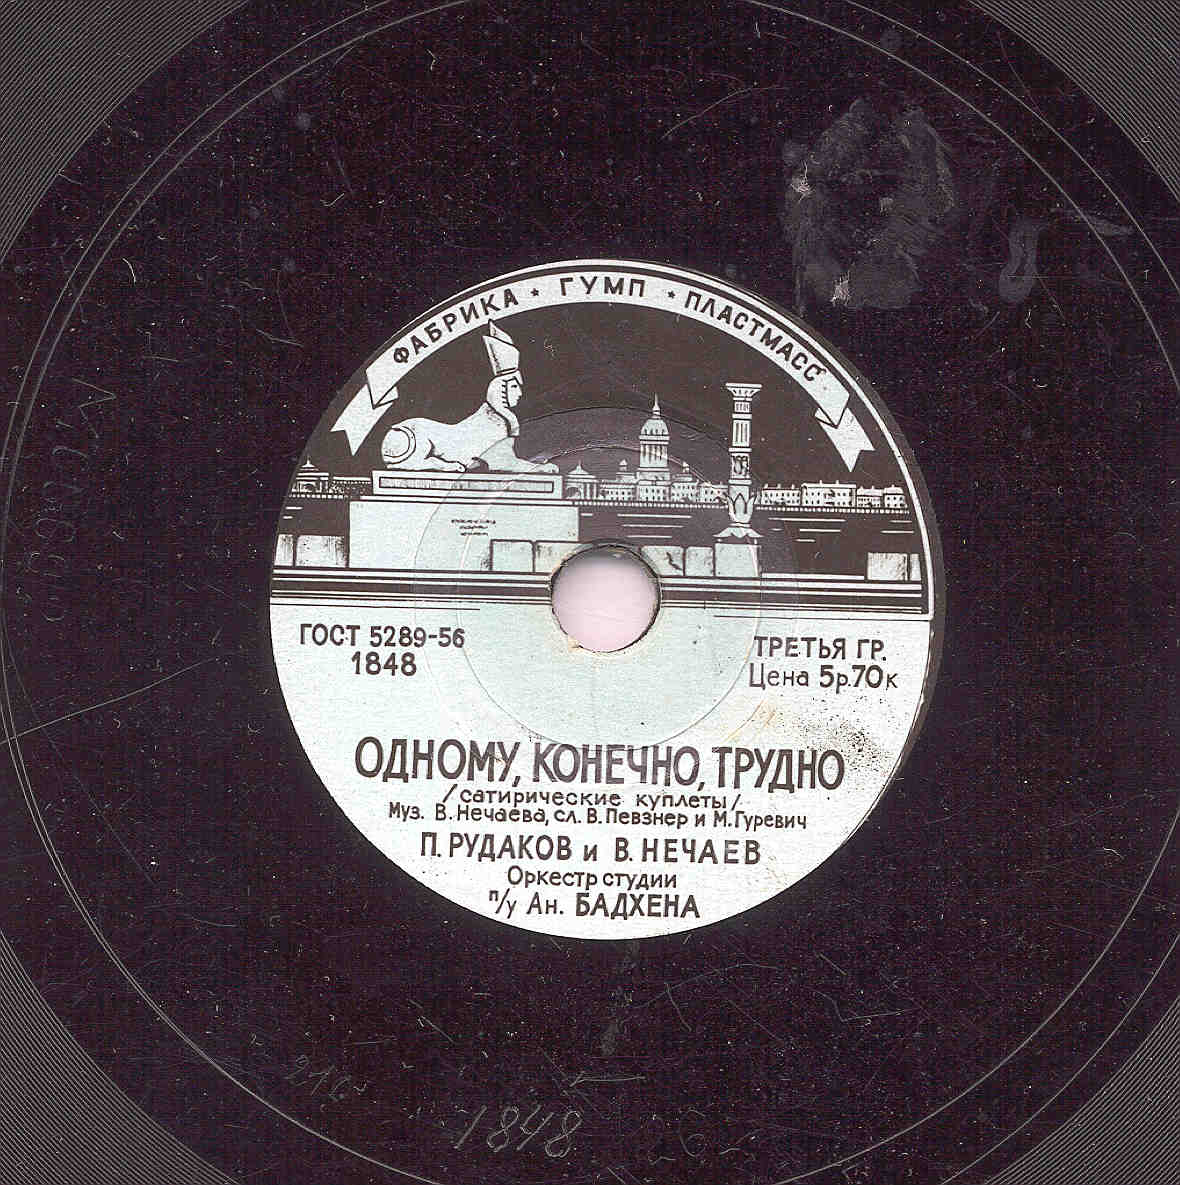 ФАБРИКА * ГУМП * ПЛАСТМАСС
ГОСТ 5289-56
1848
ТРЕТЬЯ ГР.
Цена 5р.70к
ОДНОМУ, КОНЕЧНО, ТРУДНО
/сатирические куплеты/
Муз. В. Нечаева, сл. В. Певзнер и М. Гуревич
П. РУДАКОВ и В. НЕЧАЕВ
Оркестр студии
п/у Ан. БАДХЕНА
1848